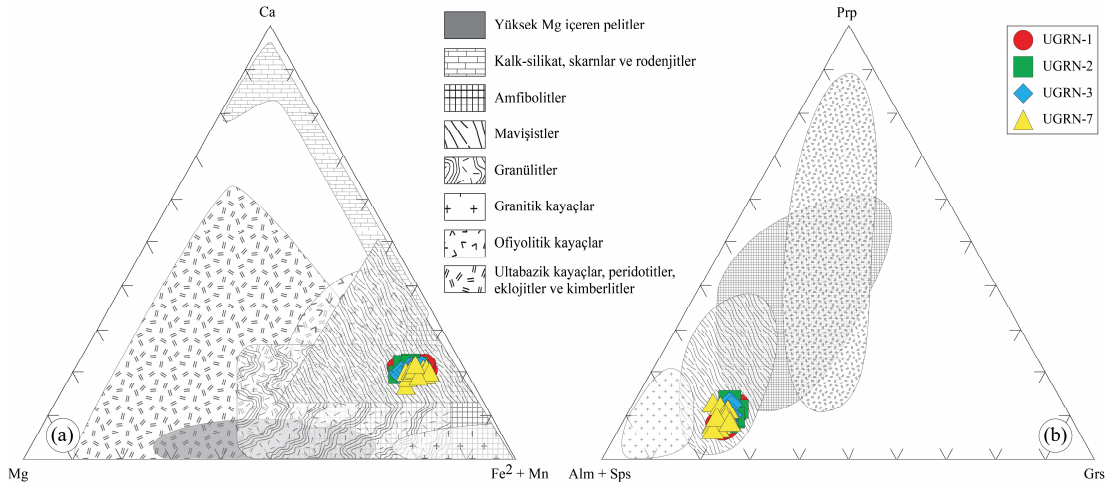 Ca
Mg
Fe2 + Mn
(a)
Yüksek Mg içeren pelitler
Kalk-silikat, skarnlar ve rodenjitler
Amfibolitler
Mavişistler
Granülitler
Granitik kayaçlar
Ofiyolitik kayaçlar
Ultabazik kayaçlar, peridotitler,
eklojitler ve kimberlitler
Prp
Alm + Sps
Grs
(b)
UGRN-1
UGRN-2
UGRN-3
UGRN-7